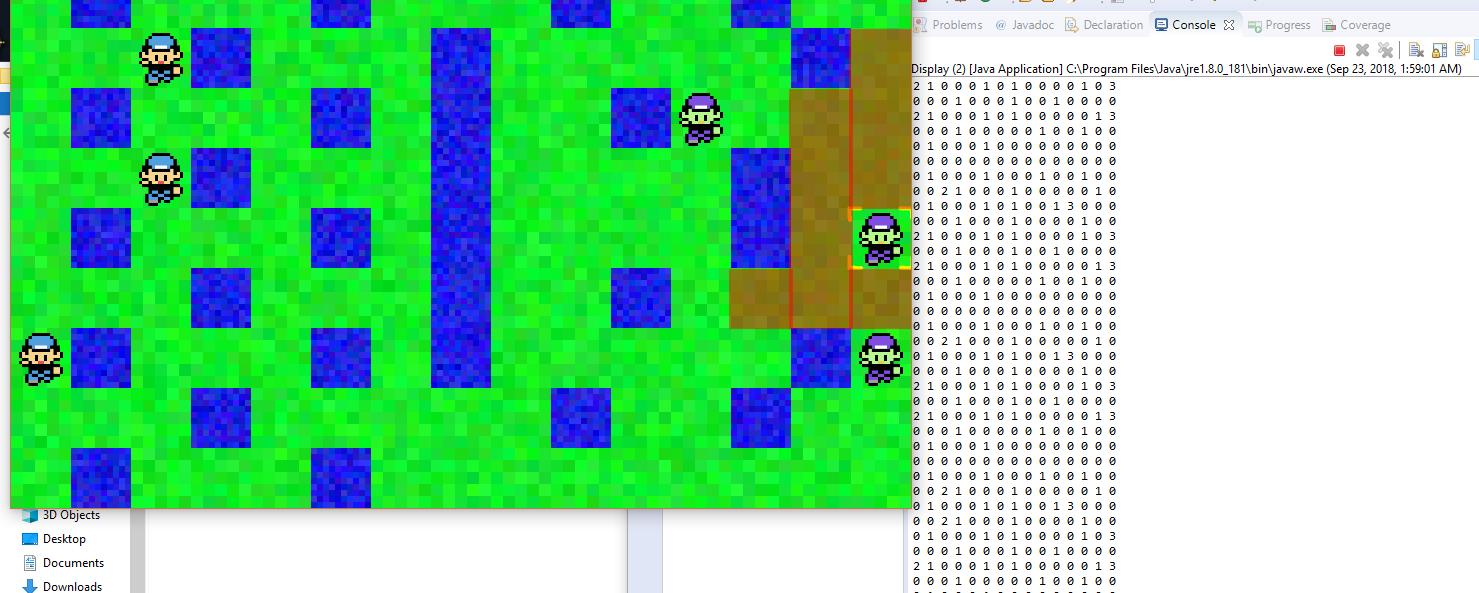 Problems
Javadoc
Declaration
Console
Progress
Coverage
Display (2) [Java Application] C:\Program Files\Java\jre1.8.0_181\bin\javaw.exe (Sep 23, 2018, 1:59:01 AM)
2 1 0 0 0 1 0 1 0 0 0 0 1 0 3
0 0 0 1 0 0 0 1 0 0 1 0 0 0 0
2 1 0 0 0 1 0 1 0 0 0 0 0 1 3
0 0 0 1 0 0 0 0 0 1 0 0 1 0 0
0 1 0 0 0 1 0 0 0 0 0 0 0 0 0
0 0 0 0 0 0 0 0 0 0 0 0 0 0 0
0 1 0 0 0 1 0 0 0 1 0 0 1 0 0
0 0 2 1 0 0 0 1 0 0 0 0 0 1 0
0 1 0 0 0 1 0 1 0 0 1 3 0 0 0
0 0 0 1 0 0 0 1 0 0 0 0 1 0 0
2 1 0 0 0 1 0 1 0 0 0 0 1 0 3
0 0 0 1 0 0 0 1 0 0 1 0 0 0 0
2 1 0 0 0 1 0 1 0 0 0 0 0 1 3
0 0 0 1 0 0 0 0 0 1 0 0 1 0 0
0 1 0 0 0 1 0 0 0 0 0 0 0 0 0
0 0 0 0 0 0 0 0 0 0 0 0 0 0 0
0 1 0 0 0 1 0 0 0 1 0 0 1 0 0
0 0 2 1 0 0 0 1 0 0 0 0 0 1 0
0 1 0 0 0 1 0 1 0 0 1 3 0 0 0
0 0 0 1 0 0 0 1 0 0 0 0 1 0 0
2 1 0 0 0 1 0 1 0 0 0 0 1 0 3
0 0 0 1 0 0 0 1 0 0 1 0 0 0 0
2 1 0 0 0 1 0 1 0 0 0 0 0 1 3
0 0 0 1 0 0 0 0 0 1 0 0 1 0 0
0 1 0 0 0 1 0 0 0 0 0 0 0 0 0
0 0 0 0 0 0 0 0 0 0 0 0 0 0 0
0 1 0 0 0 1 0 0 0 1 0 0 1 0 0
0 0 2 1 0 0 0 1 0 0 0 0 0 1 0
0 1 0 0 0 1 0 1 0 0 1 3 0 0 0
0 0 2 1 0 0 0 1 0 0 0 0 1 0 0
0 1 0 0 0 1 0 1 0 0 0 0 1 0 3
0 0 0 1 0 0 0 1 0 0 1 0 0 0 0
2 1 0 0 0 1 0 1 0 0 0 0 0 1 3
0 0 0 1 0 0 0 0 0 1 0 0 1 0 0
3D Objects
Desktop
Documents
Downloads